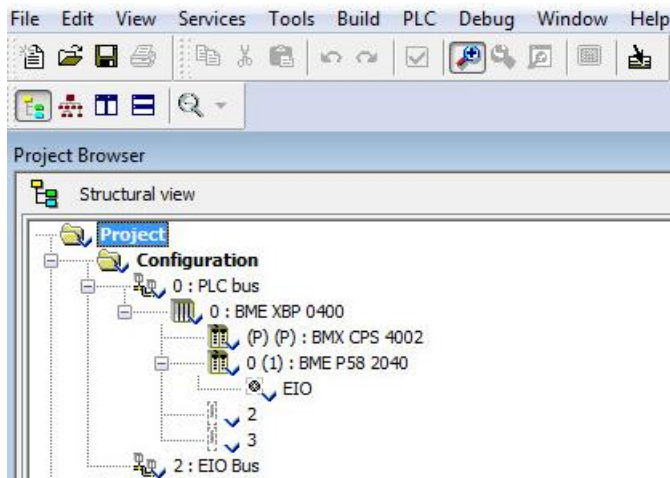 File Edit View Services Tools Build PLC Debug Window Help
Project Browser
Structural view
Project
Configuration
0 : PLC bus
0 : BME XBP 0400
(P) (P) : BMX CPS 4002
0 (1) : BME P58 2040
EIO
2
3
2 : EIO Bus